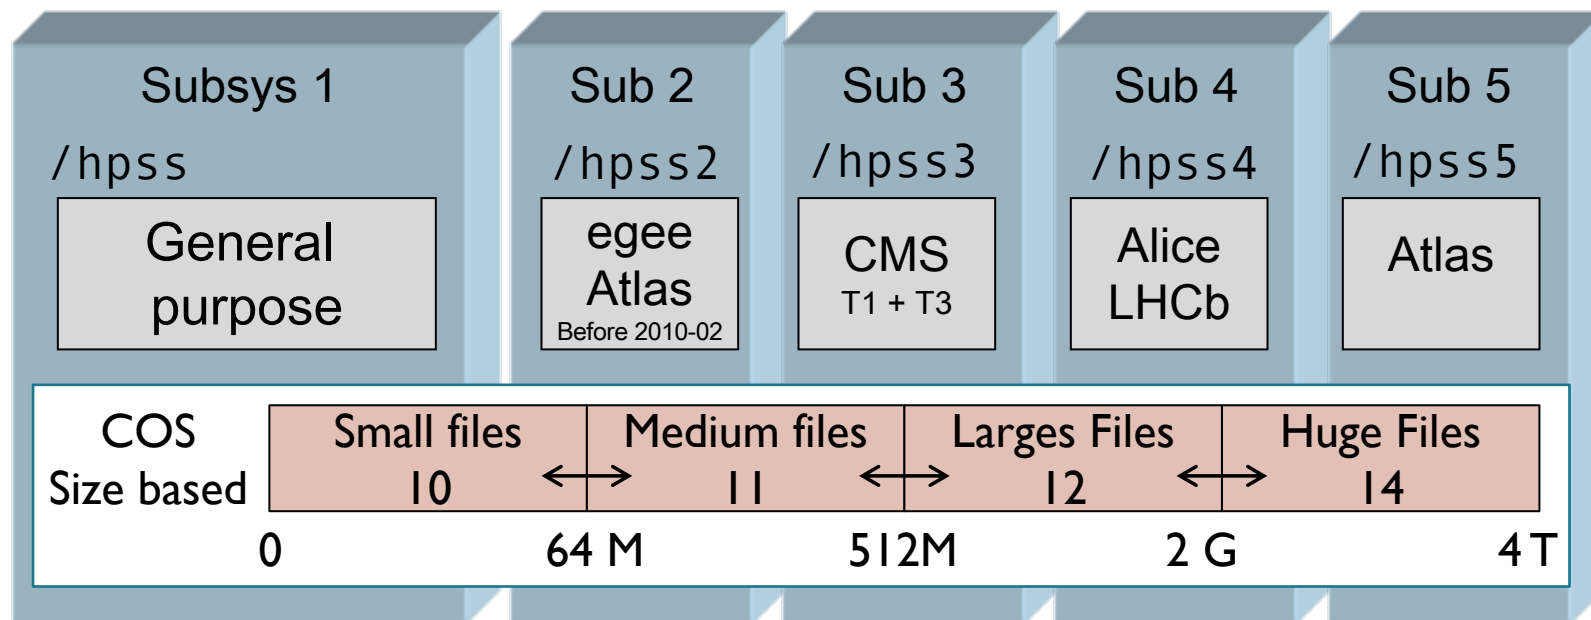 Subsys 1
/hpss
General
purpose
Sub 2
/hpss2
egee
Atlas
Before 2010-02
Sub 3
/hpss3
CMS
T1 + T3
Sub 4
/hpss4
Alice
LHCb
Sub 5
/hpss5
Atlas
COS
Size based
Small files
10
Medium files
11
Larges Files
12
Huge Files
14
0 64 M 512M 2 G 4 T